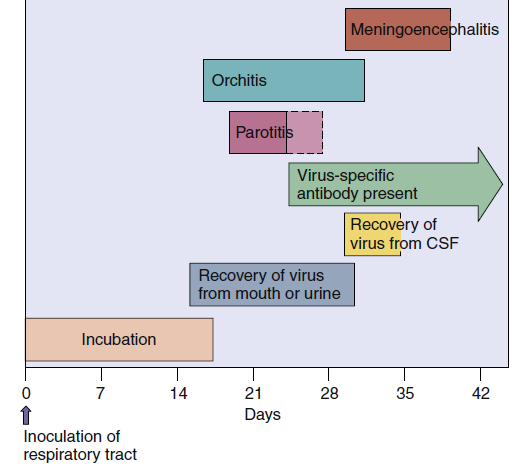 Meningoencephalitis
Orchitis
Parotitis
Virus-specific
antibody present
Recovery of
virus from CSF
Recovery of virus
from mouth or urine
Incubation
0 7 14 21 28 35 42
Days
Inoculation of
respiratory tract